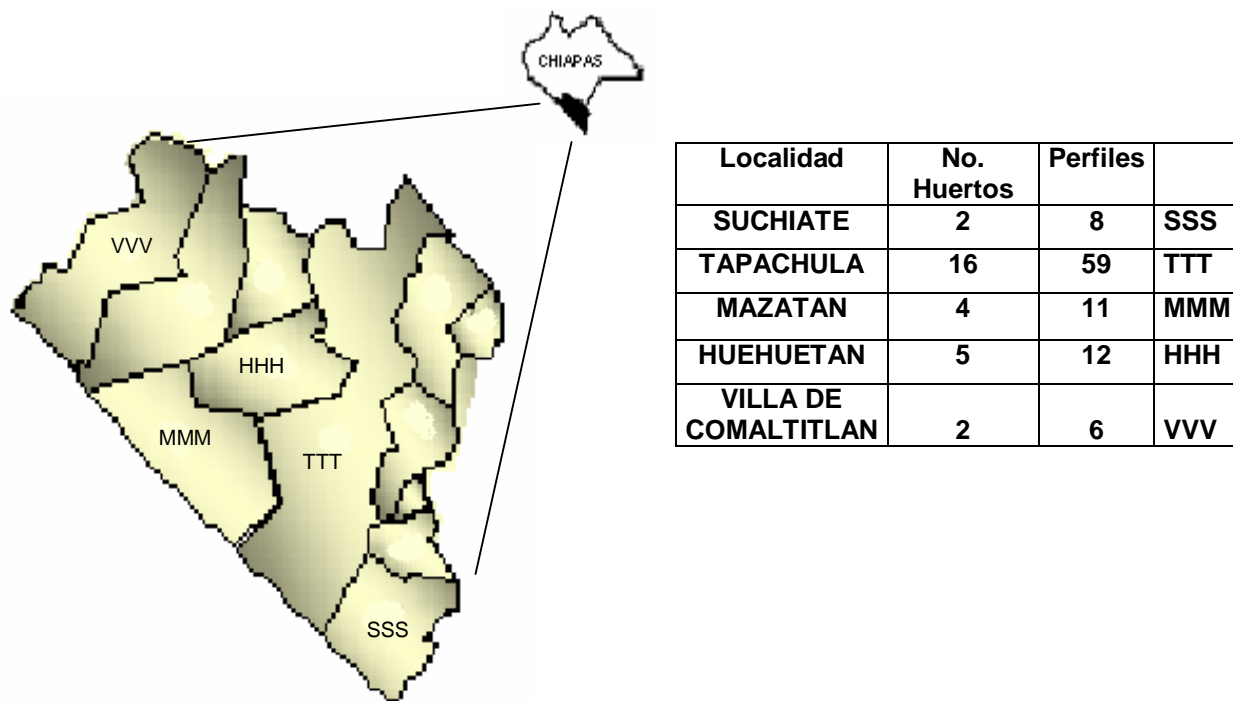 CHIAPAS
VVV
HHH
MMM
TTT
SSS
Localidad No. Huertos Perfiles
SUCHIATE 2 8 SSS
TAPACHULA 16 59 TTT
MAZATAN 4 11 MMM
HUEHUETAN 5 12 HHH
VILLA DE
COMALTITLAN 2 6 VVV